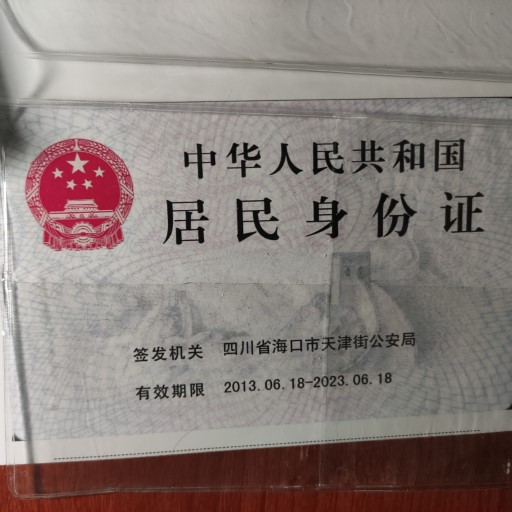 中华人民共和国
居民身份证
签发机关 四川省海口市天津街公安局
有效期限 2013.06.18-2023.06.18